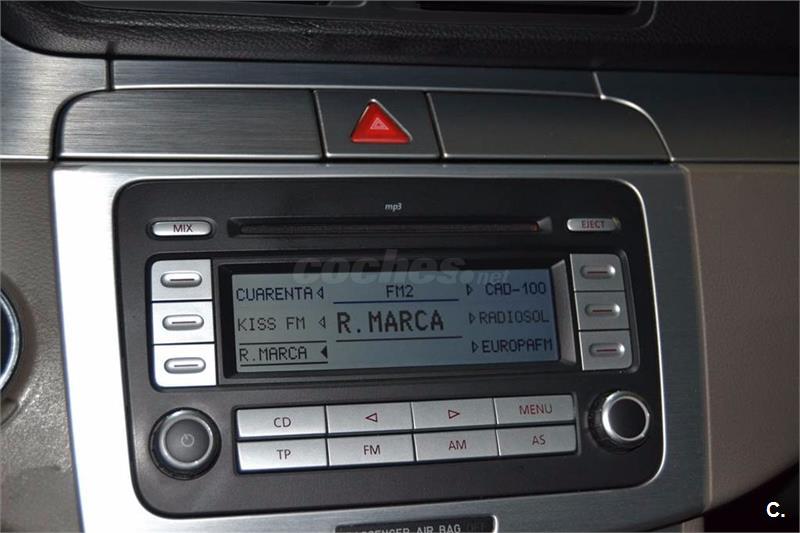 mp3
MIX
EJECT
coches.net
CUARENTA FM2 CAD-100
KISS FM R.MARCA RADIOSOL
R.MARCA EUROPAFM
CD MENU
TP FM AM AS
PASSENGER AIR BAG OFF
C.